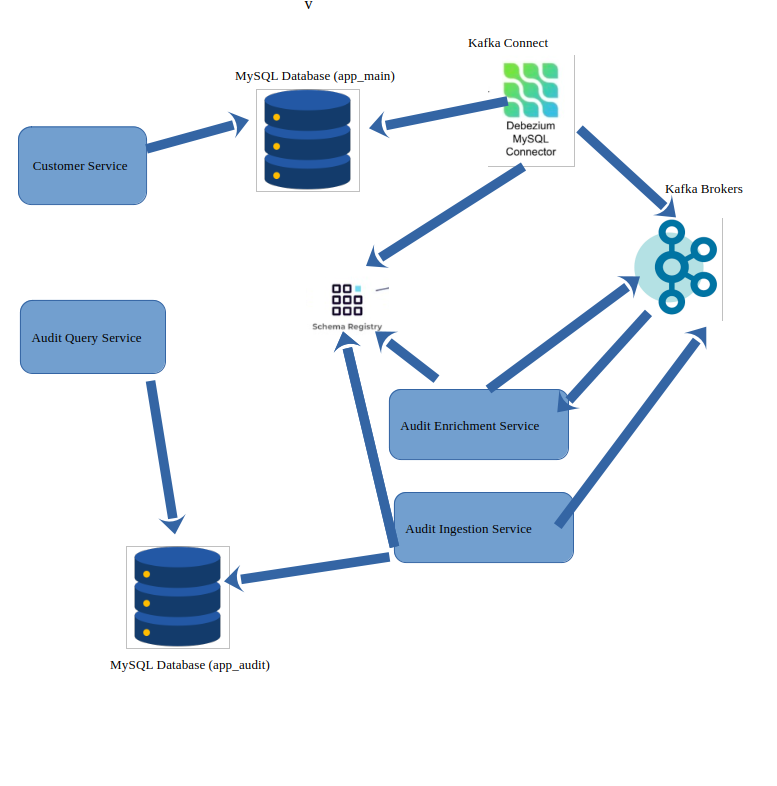 v
Kafka Connect
MySQL Database (app_main)
Debezium
MySQL
Connector
Customer Service
Kafka Brokers
Schema Registry
Audit Query Service
Audit Enrichment Service
Audit Ingestion Service
MySQL Database (app_audit)